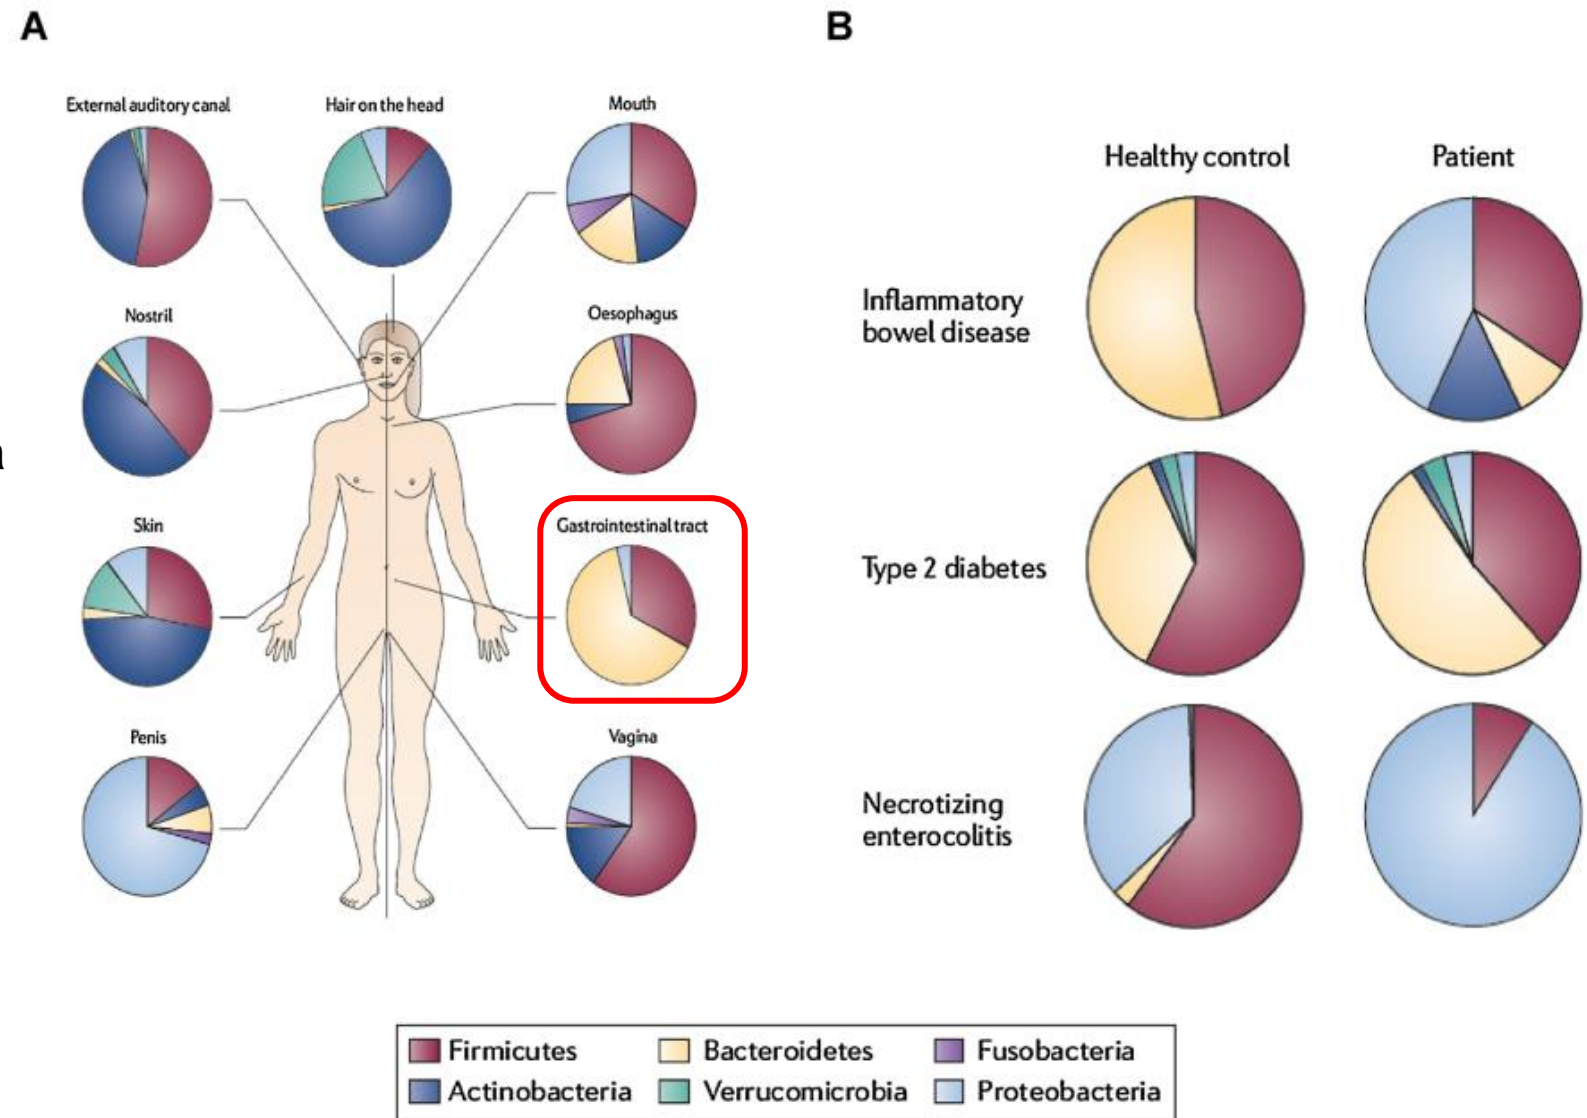 A
B
External auditory canal
Hair on the head
Mouth
Healthy control
Patient
Inflammatory
bowel disease
Nostril
Oesophagus
Skin
Gastrointestinal tract
Type 2 diabetes
Penis
Vagina
Necrotizing
enterocolitis
Firmicutes
Bacteroidetes
Fusobacteria
Actinobacteria
Verrucomicrobia
Proteobacteria